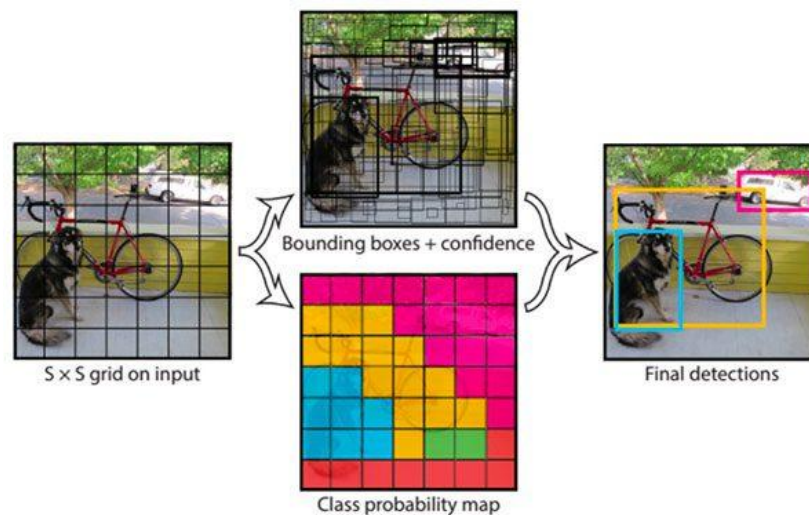 Bounding boxes + confidence
S × S grid on input
Final detections
Class probability map